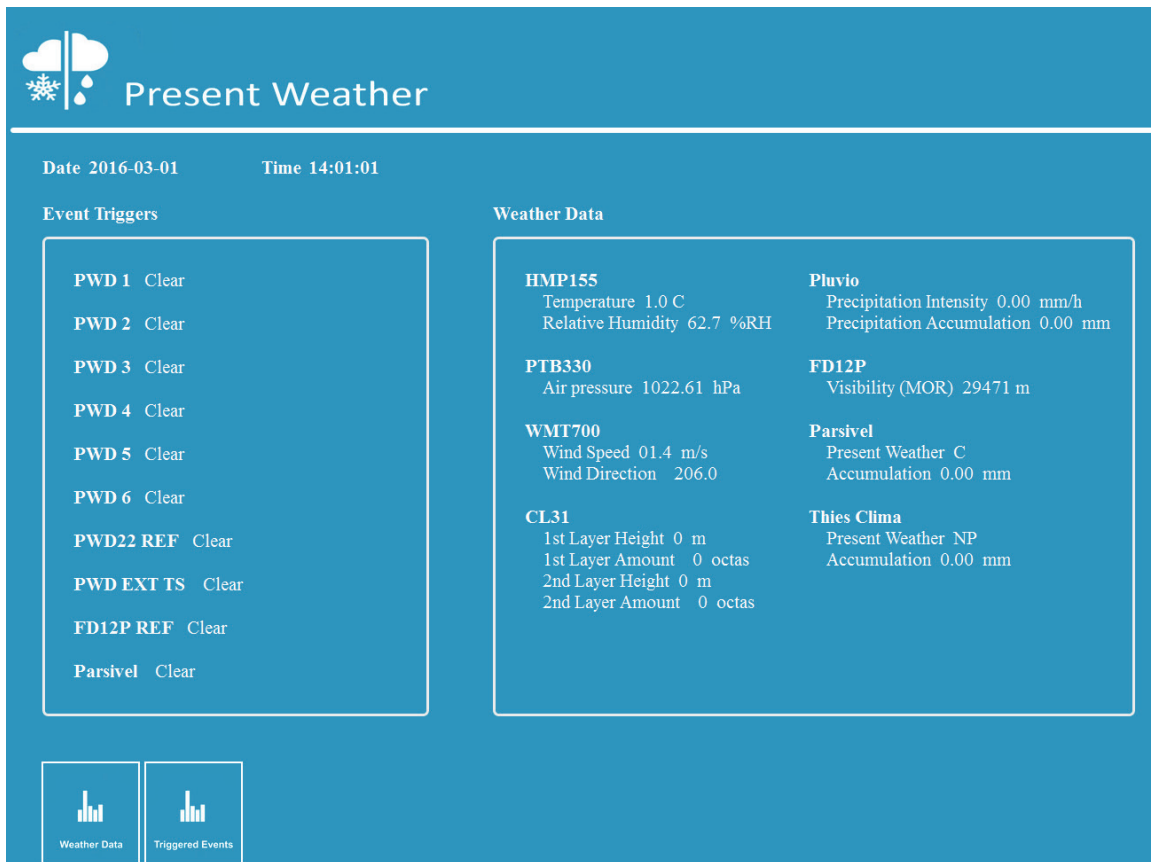 Present Weather
Date 2016-03-01 Time 14:01:01
Event Triggers
PWD 1 Clear
PWD 2 Clear
PWD 3 Clear
PWD 4 Clear
PWD 5 Clear
PWD 6 Clear
PWD22 REF Clear
PWD EXT TS Clear
FD12P REF Clear
Parsivel Clear
Weather Data
HMP155
Temperature 1.0 C
Relative Humidity 62.7 %RH
PTB330
Air pressure 1022.61 hPa
WMT700
Wind Speed 01.4 m/s
Wind Direction 206.0
CL31
1st Layer Height 0 m
1st Layer Amount 0 octas
2nd Layer Height 0 m
2nd Layer Amount 0 octas
Pluvio
Precipitation Intensity 0.00 mm/h
Precipitation Accumulation 0.00 mm
FD12P
Visibility (MOR) 29471 m
Parsivel
Present Weather C
Accumulation 0.00 mm
Thies Clima
Present Weather NP
Accumulation 0.00 mm
Weather Data
Triggered Events